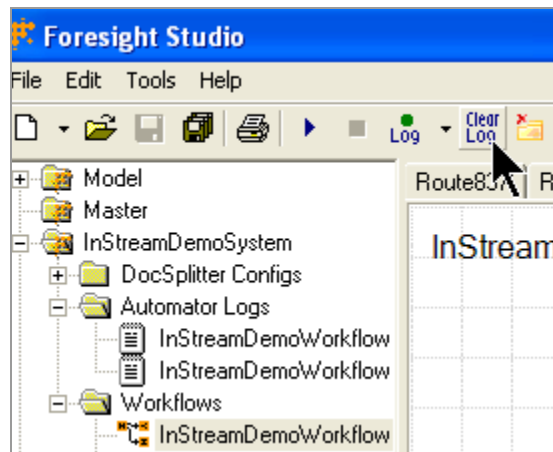 Foresight Studio
File Edit Tools Help
Log Clear Log
Model
Master
InStreamDemoSystem
DocSplitter Configs
Automator Logs
InStreamDemoWorkflow
InStreamDemoWorkflow
Workflows
InStreamDemoWorkflow
Route837 R
InStream